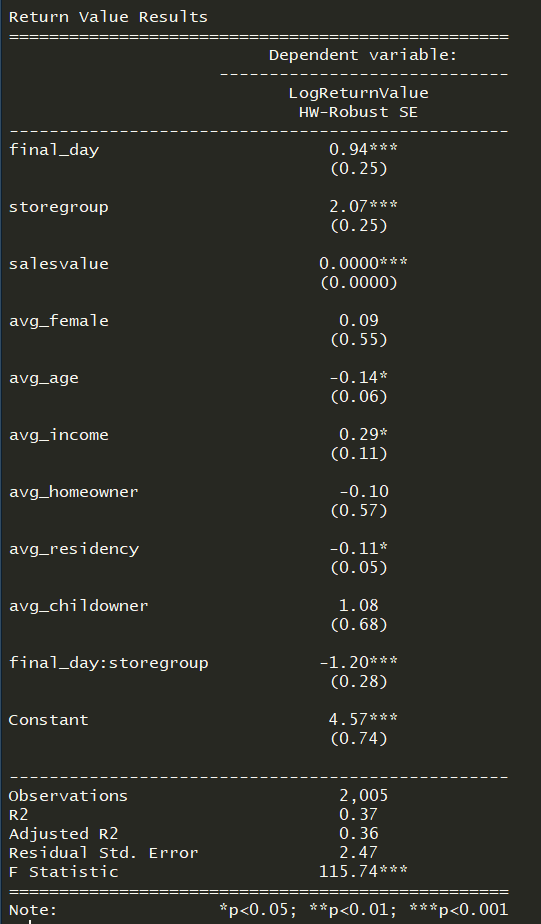 Return Value Results
==================================================
Dependent variable:
-----------------------------
LogReturnValue
HW-Robust SE
--------------------------------------------------
final_day 0.94***
(0.25)
storegroup 2.07***
(0.25)
salesvalue 0.0000***
(0.0000)
avg_female 0.09
(0.55)
avg_age -0.14*
(0.06)
avg_income 0.29*
(0.11)
avg_homeowner -0.10
(0.57)
avg_residency -0.11*
(0.05)
avg_childowner 1.08
(0.68)
final_day:storegroup -1.20***
(0.28)
Constant 4.57***
(0.74)
--------------------------------------------------
Observations 2,005
R2 0.37
Adjusted R2 0.36
Residual Std. Error 2.47
F Statistic 115.74***
==================================================
Note: *p<0.05; **p<0.01; ***p<0.001